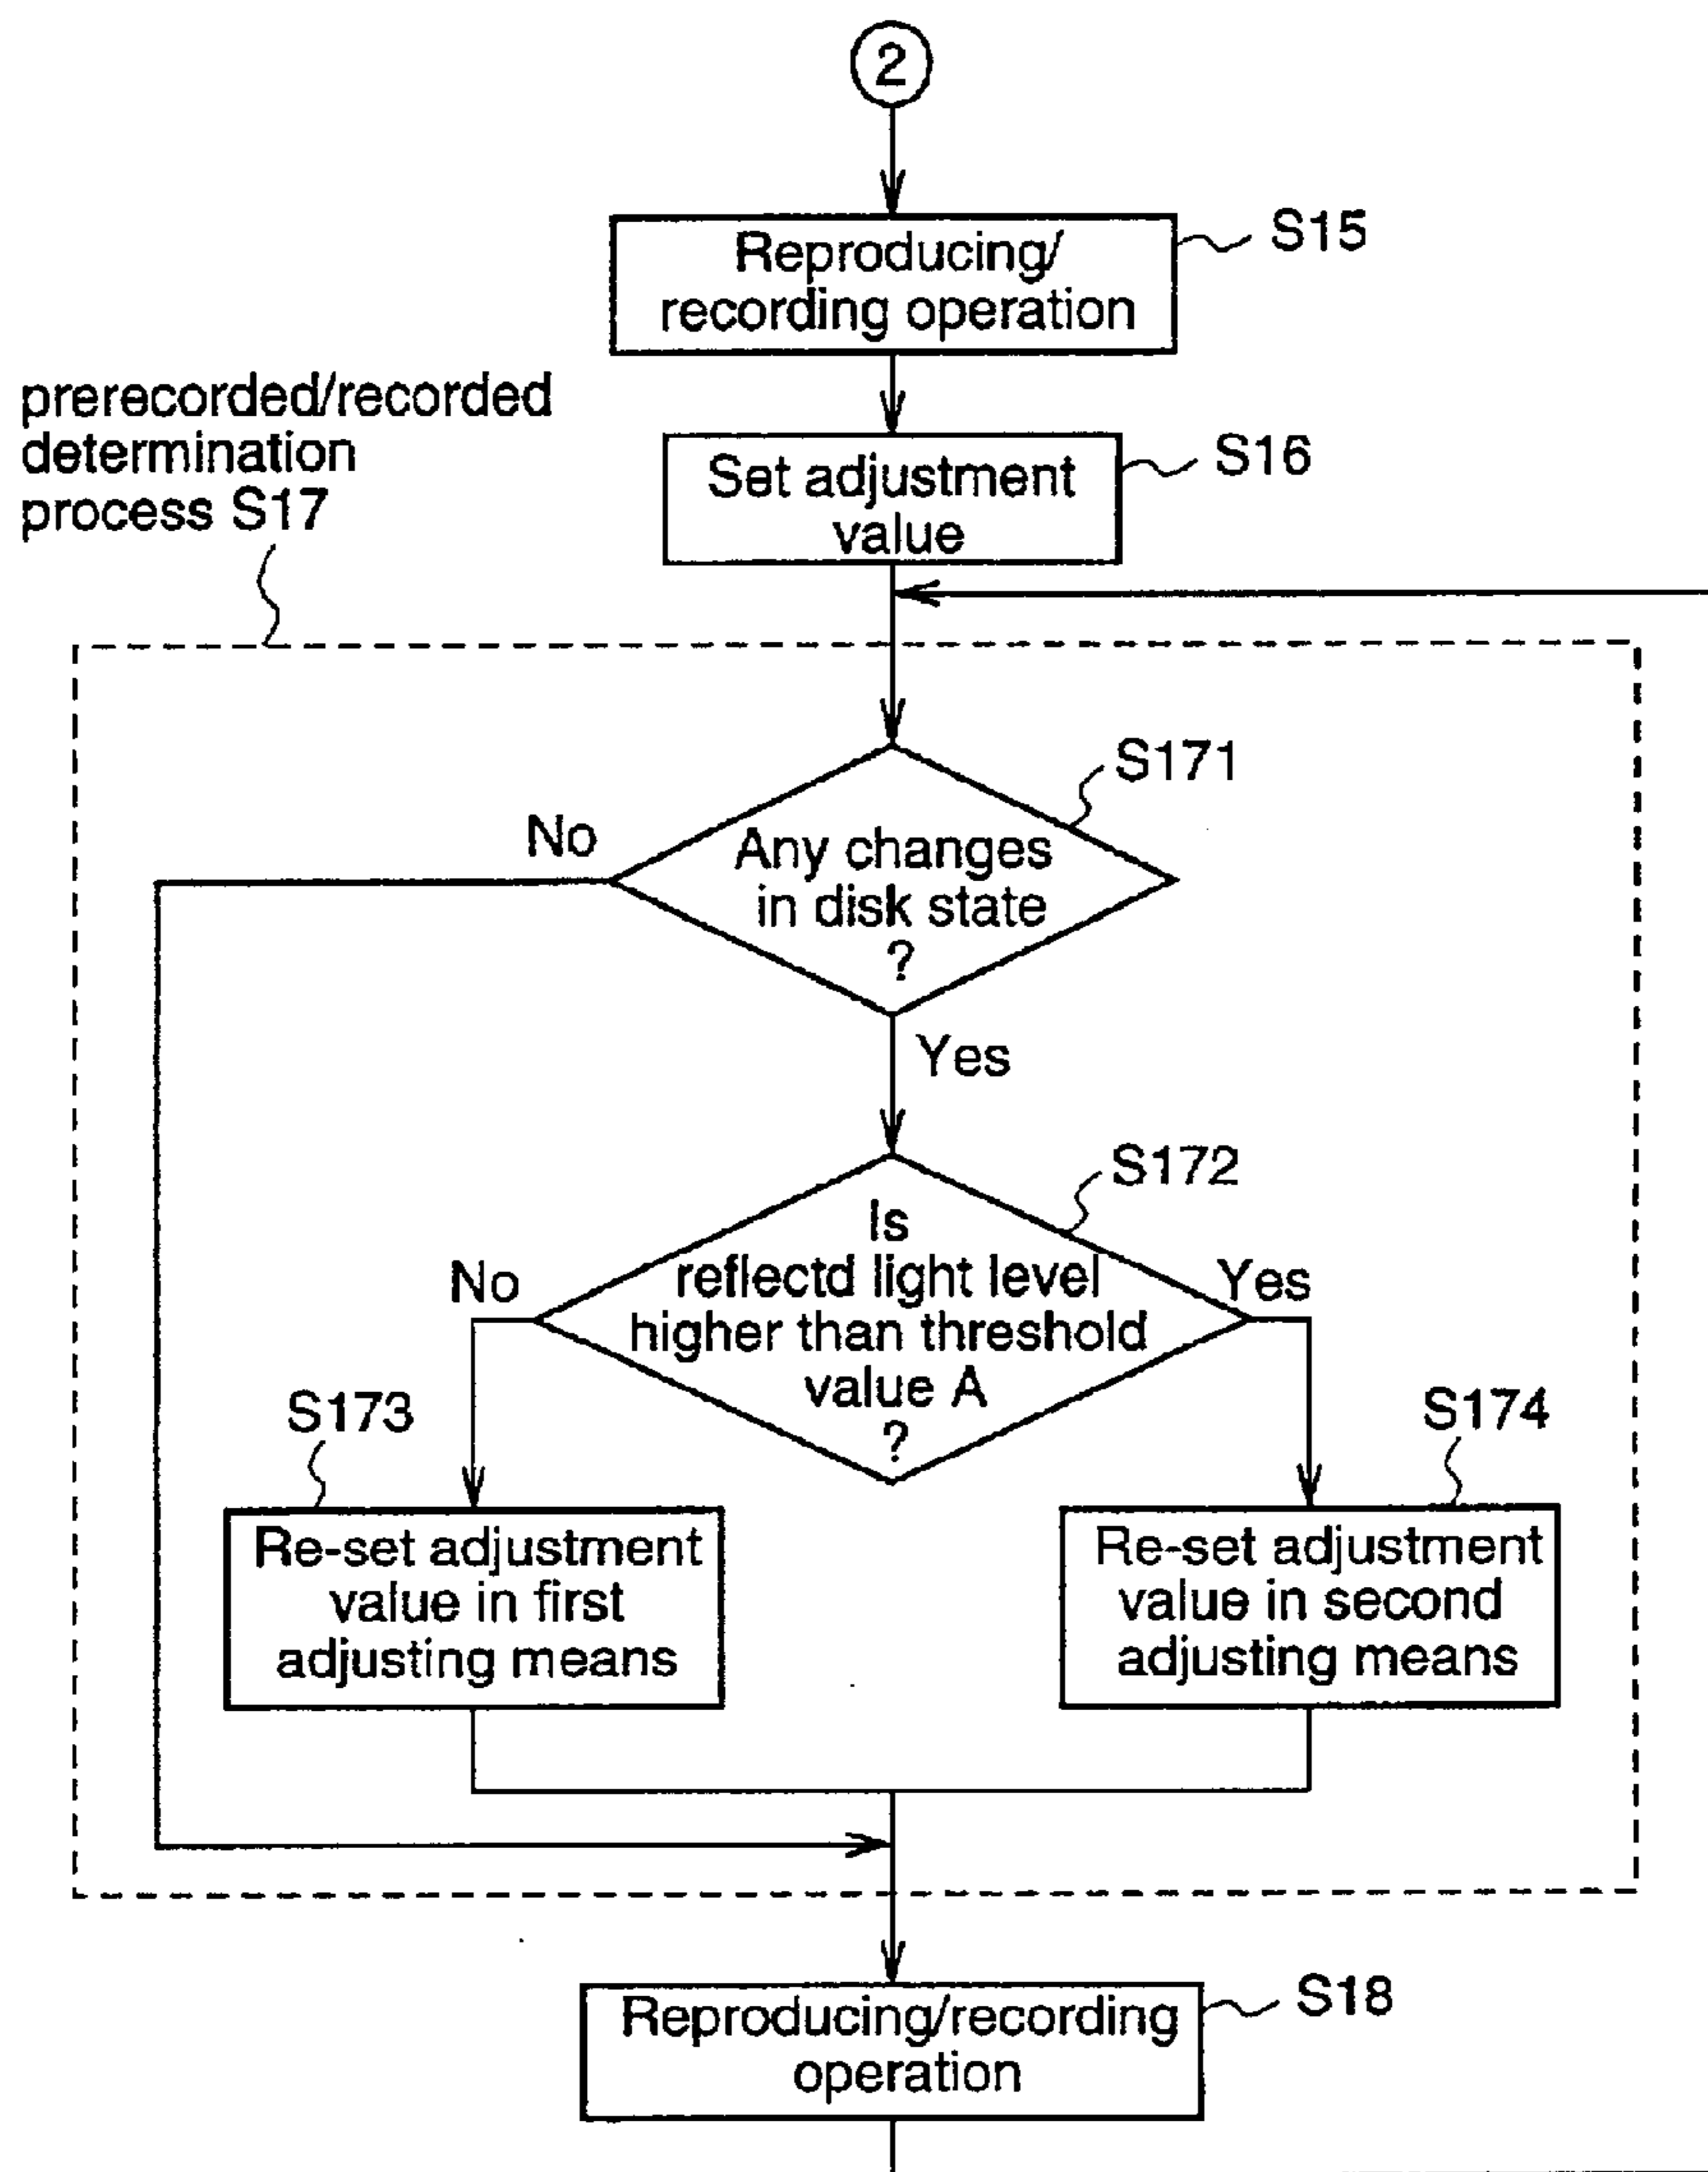 2
Reproducing/
recording operation
S15
prerecorded/recorded
determination
process S17
Set adjustment
value
S16
S171
No
Any changes
in disk state
?
Yes
S172
Is
reflectd light level
higher than threshold
value A
?
No
Yes
S173
S174
Re-set adjustment
value in first
adjusting means
Re-set adjustment
value in second
adjusting means
Reproducing/recording
operation
S18